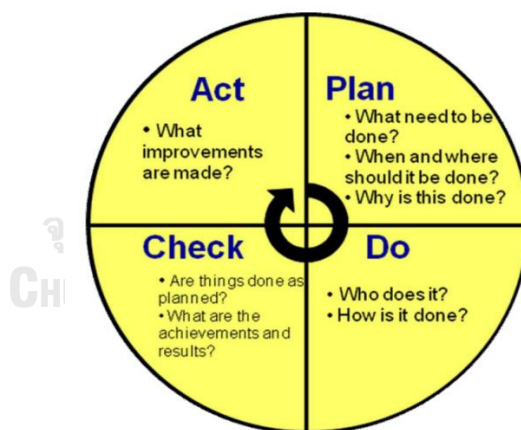 Act
• What
improvements
are made?
Plan
• What need to be
done?
• When and where
should it be done?
• Why is this done?
Check
• Are things done as
planned?
• What are the
achievements and
results?
Do
• Who does it?
• How is it done?
จุ
CH